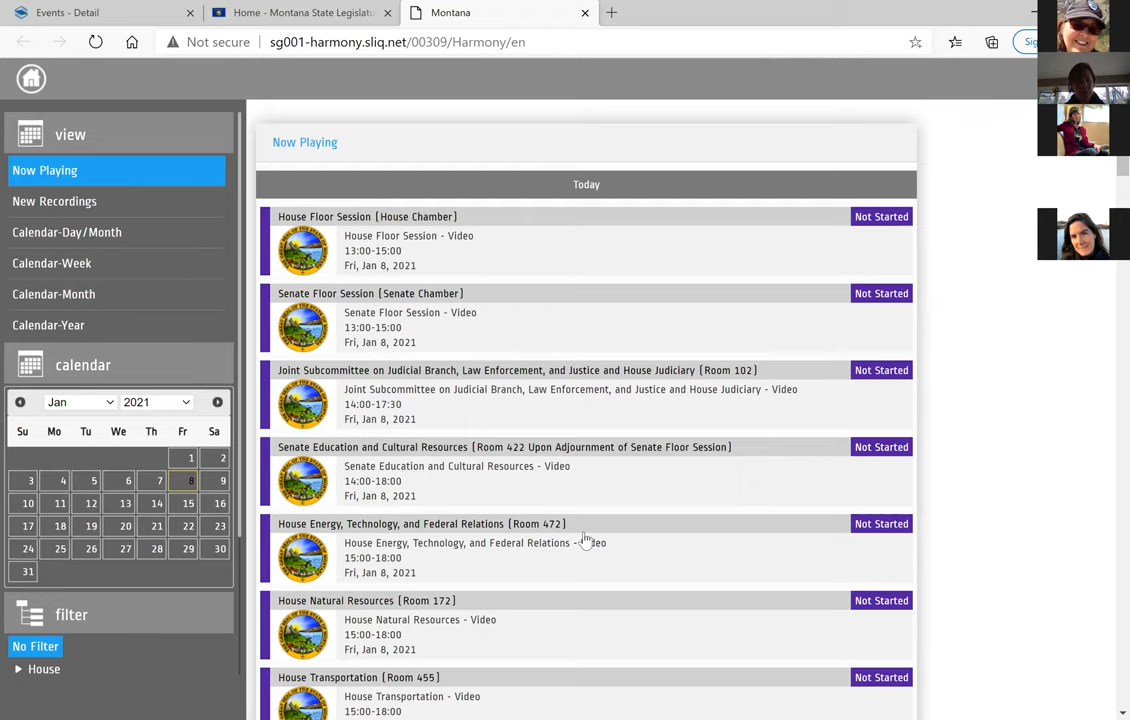 Events - Detail
Home - Montana State Legislatu
Montana
Not secure
sg001-harmony.sliq.net/00309/Harmony/en
view
Now Playing
New Recordings
Calendar-Day/Month
Calendar-Week
Calendar-Month
Calendar-Year
calendar
Jan 2021
Su Mo Tu We Th Fr Sa
1 2
3 4 5 6 7 8 9
10 11 12 13 14 15 16
17 18 19 20 21 22 23
24 25 26 27 28 29 30
31
filter
No Filter
House
Now Playing
Today
House Floor Session (House Chamber) Not Started
House Floor Session - Video
13:00-15:00
Fri, Jan 8, 2021
Senate Floor Session (Senate Chamber) Not Started
Senate Floor Session - Video
13:00-15:00
Fri, Jan 8, 2021
Joint Subcommittee on Judicial Branch, Law Enforcement, and Justice and House Judiciary (Room 102) Not Started
Joint Subcommittee on Judicial Branch, Law Enforcement, and Justice and House Judiciary - Video
14:00-17:30
Fri, Jan 8, 2021
Senate Education and Cultural Resources (Room 422 Upon Adjournment of Senate Floor Session) Not Started
Senate Education and Cultural Resources - Video
14:00-18:00
Fri, Jan 8, 2021
House Energy, Technology, and Federal Relations (Room 472) Not Started
House Energy, Technology, and Federal Relations -
15:00-18:00
Fri, Jan 8, 2021
House Natural Resources (Room 172) Not Started
House Natural Resources - Video
15:00-18:00
Fri, Jan 8, 2021
House Transportation (Room 455) Not Started
House Transportation - Video
15:00-18:00